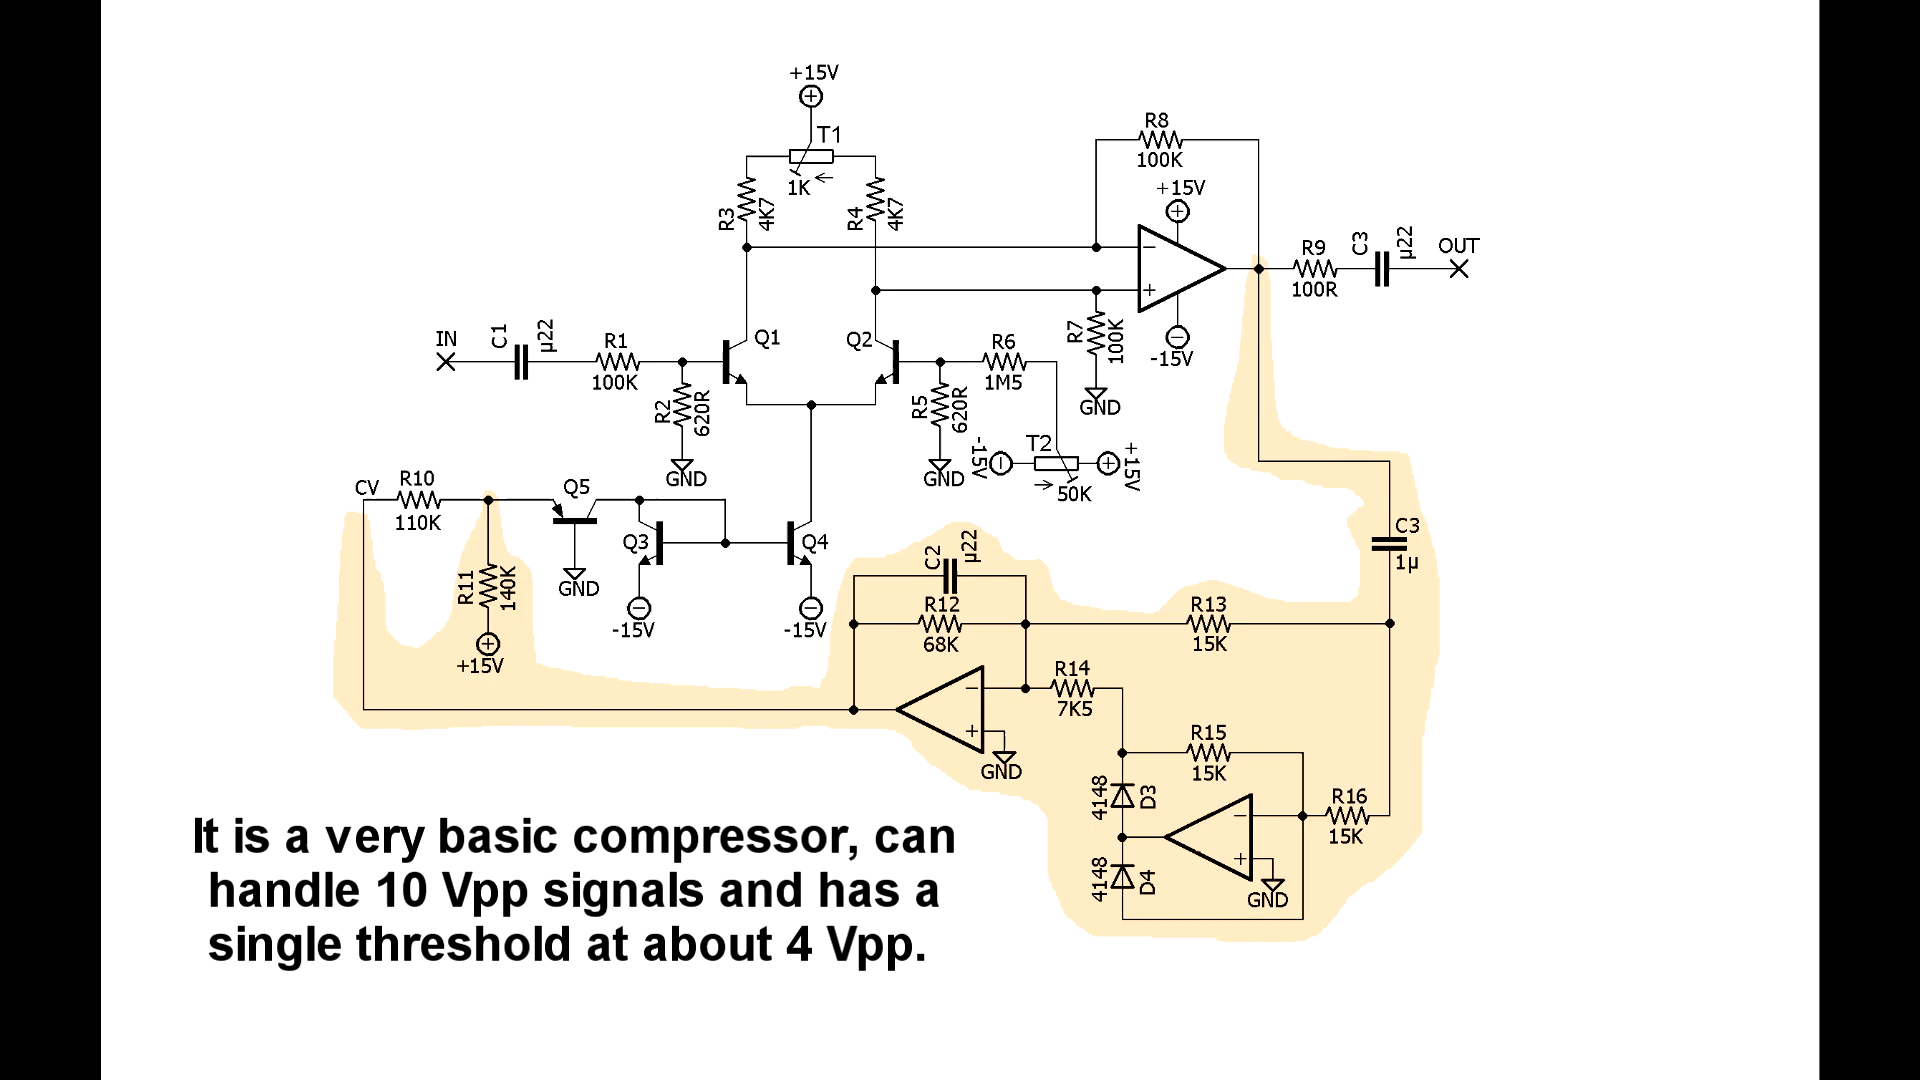 +15V
T1
1K
R3
4K7
R4
4K7
R8
100K
+15V
-15V
R9
100R
C3
µ22
OUT
IN
C1
µ22
R1
100K
R2
620R
GND
Q1
Q2
R5
620R
GND
R6
1M5
R7
100K
GND
-15V
T2
+15V
50K
CV
R10
110K
Q5
GND
R11
140K
+15V
Q3
-15V
Q4
-15V
C2
µ22
R12
68K
R13
15K
C3
1µ
R14
7K5
GND
R15
15K
R16
15K
4148
D3
4148
D4
GND
It is a very basic compressor, can
handle 10 Vpp signals and has a
single threshold at about 4 Vpp.